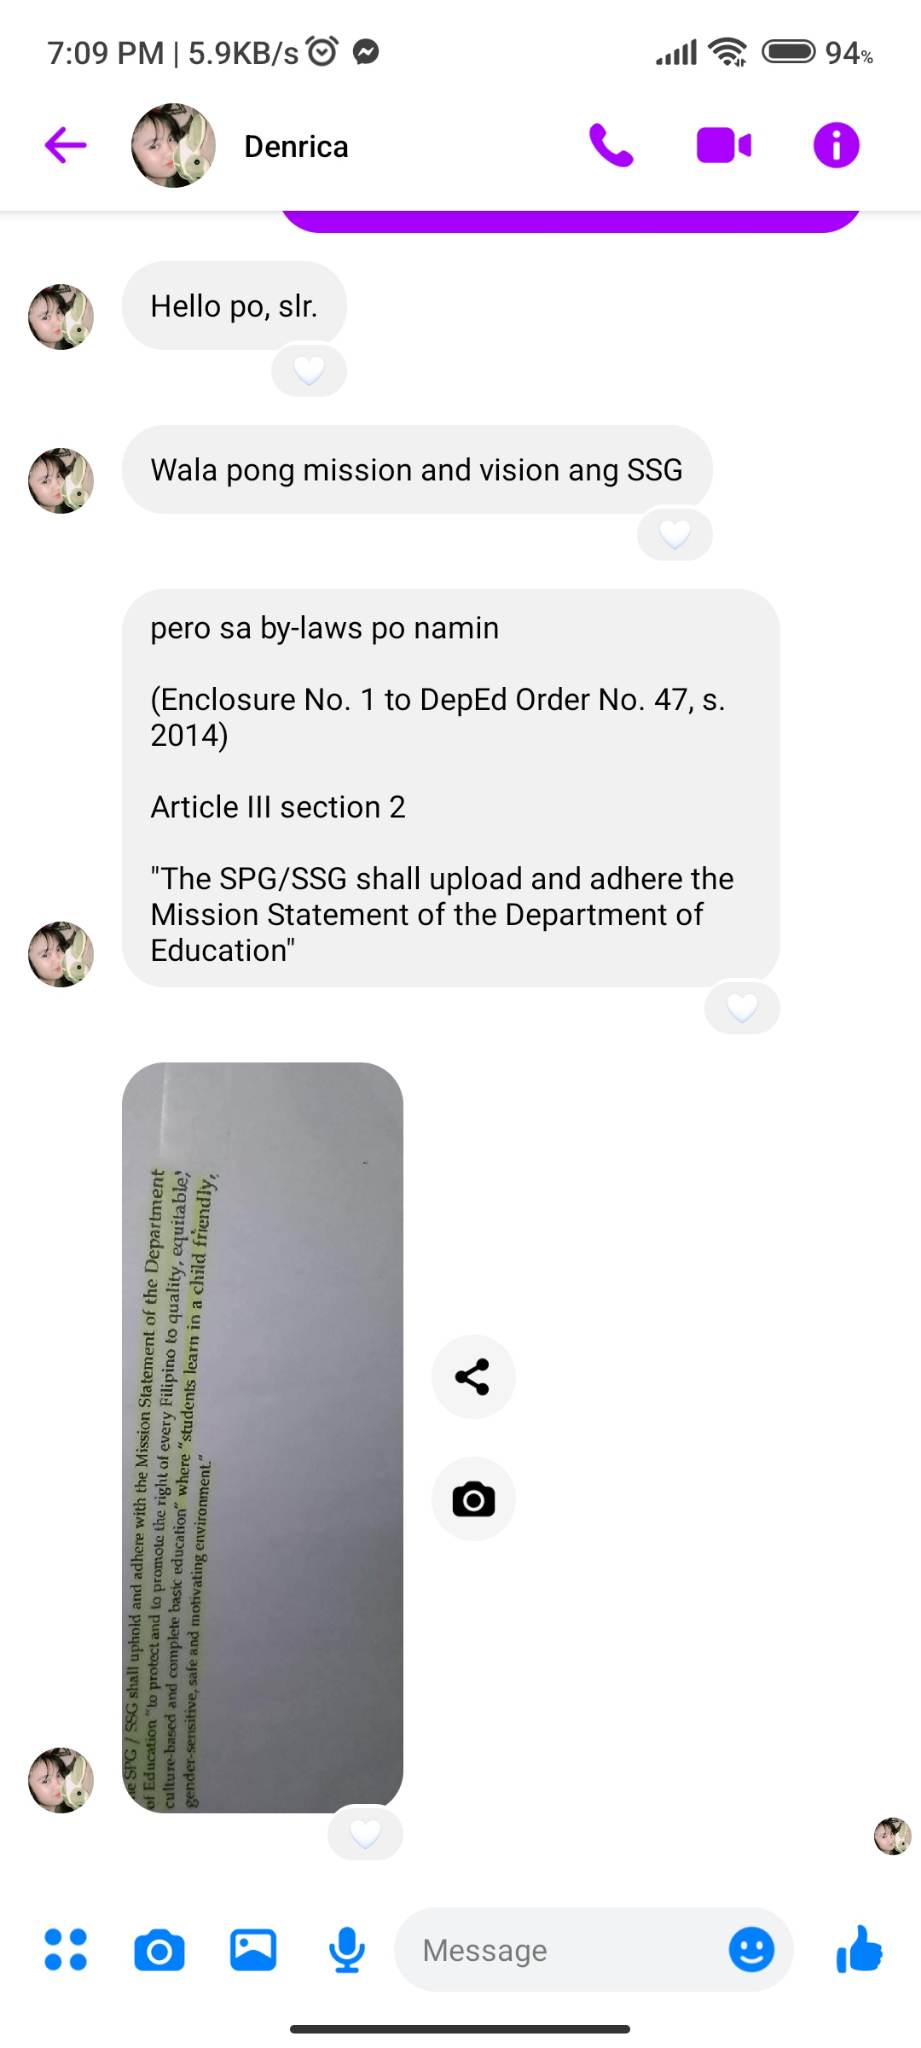 7:09 PM | 5.9KB/s
94%
Denrica
Hello po, slr.
Wala pong mission and vision ang SSG
pero sa by-laws po namin
(Enclosure No. 1 to DepEd Order No. 47, s.
2014)
Article III section 2
"The SPG/SSG shall upload and adhere the
Mission Statement of the Department of
Education"
SPG / SSG shall uphold and adhere with the Mission Statement of the Department
of Education "to protect and to promote the right of every Filipino to quality, equitable,
culture-based and complete basic education" where "students learn in a child friendly,
gender-sensitive, safe and motivating environment."
Message